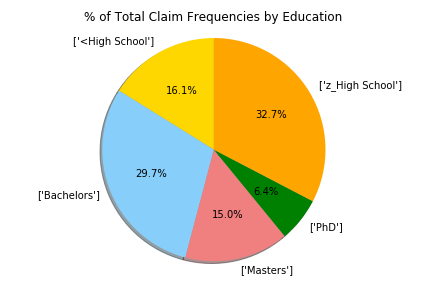 % of Total Claim Frequencies by Education
['<High School']
['z_High School']
16.1%
32.7%
29.7%
6.4%
['Bachelors']
15.0%
['PhD']
['Masters']